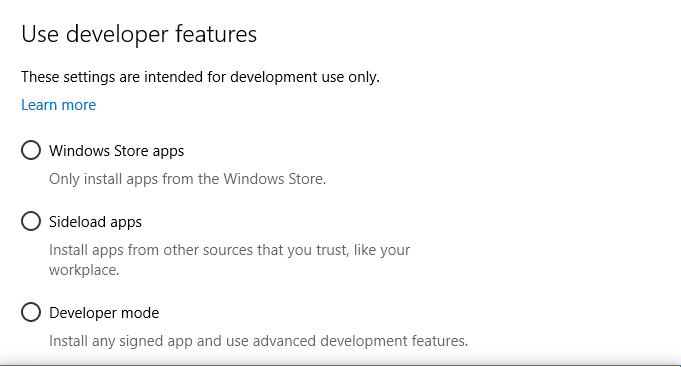 Use developer features
These settings are intended for development use only.
Learn more
Windows Store apps
Only install apps from the Windows Store.
Sideload apps
Install apps from other sources that you trust, like your
workplace.
Developer mode
Install any signed app and use advanced development features.